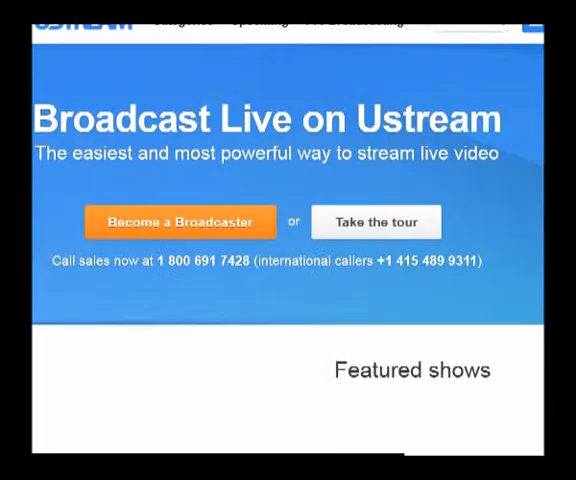 USTREAM
Broadcast Live on Ustream
The easiest and most powerful way to stream live video
Become a Broadcaster or Take the tour
Call sales now at 1 800 691 7428 (international callers +1 415 489 9311)
Featured shows